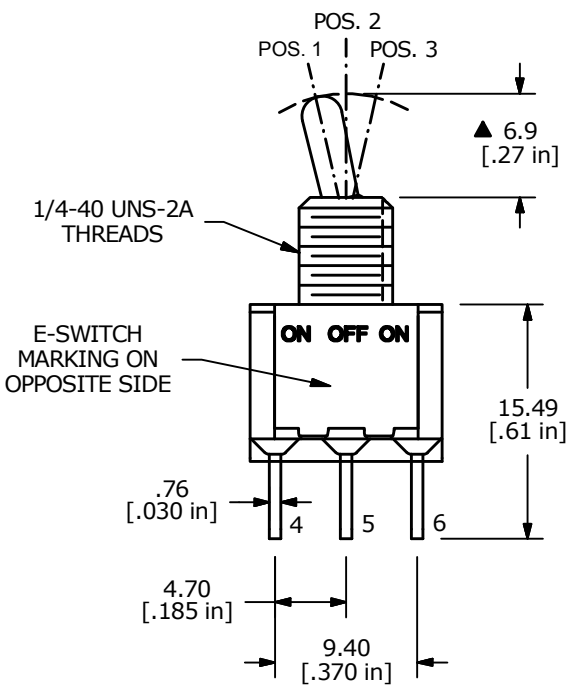 POS. 2
POS. 1
POS. 3
▲ 6.9
[.27 in]
1/4-40 UNS-2A
THREADS
ON OFF ON
E-SWITCH
MARKING ON
OPPOSITE SIDE
15.49
[.61 in]
.76
[.030 in]
4
5
6
4.70
[.185 in]
9.40
[.370 in]